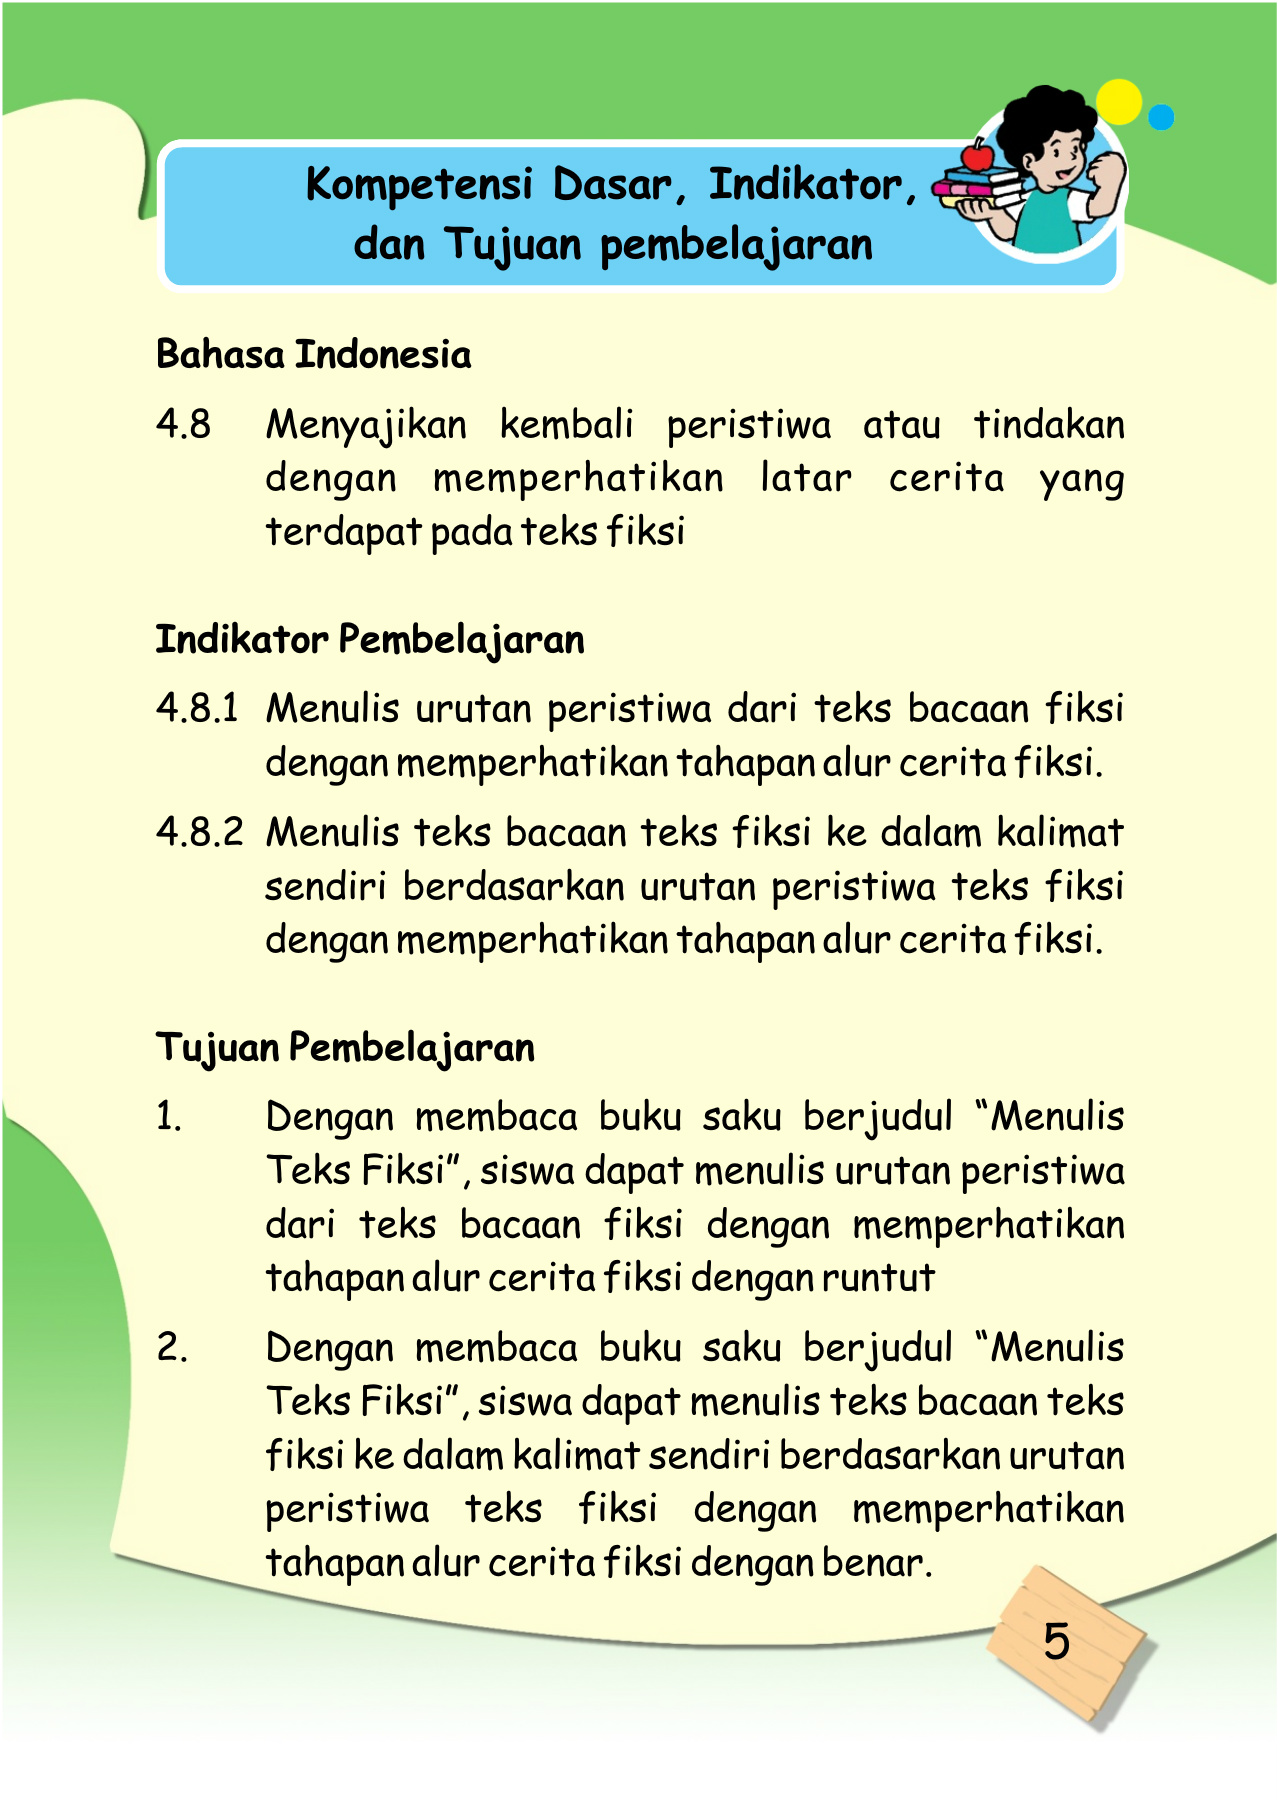 Kompetensi Dasar, Indikator,
dan Tujuan pembelajaran
Bahasa Indonesia
4.8 Menyajikan kembali peristiwa atau tindakan
dengan memperhatikan latar cerita yang
terdapat pada teks fiksi
Indikator Pembelajaran
4.8.1 Menulis urutan peristiwa dari teks bacaan fiksi
dengan memperhatikan tahapan alur cerita fiksi.
4.8.2 Menulis teks bacaan teks fiksi ke dalam kalimat
sendiri berdasarkan urutan peristiwa teks fiksi
dengan memperhatikan tahapan alur cerita fiksi.
Tujuan Pembelajaran
1. Dengan membaca buku saku berjudul “Menulis
Teks Fiksi”, siswa dapat menulis urutan peristiwa
dari teks bacaan fiksi dengan memperhatikan
tahapan alur cerita fiksi dengan runtut
2. Dengan membaca buku saku berjudul “Menulis
Teks Fiksi”, siswa dapat menulis teks bacaan teks
fiksi ke dalam kalimat sendiri berdasarkan urutan
peristiwa teks fiksi dengan memperhatikan
tahapan alur cerita fiksi dengan benar.
5